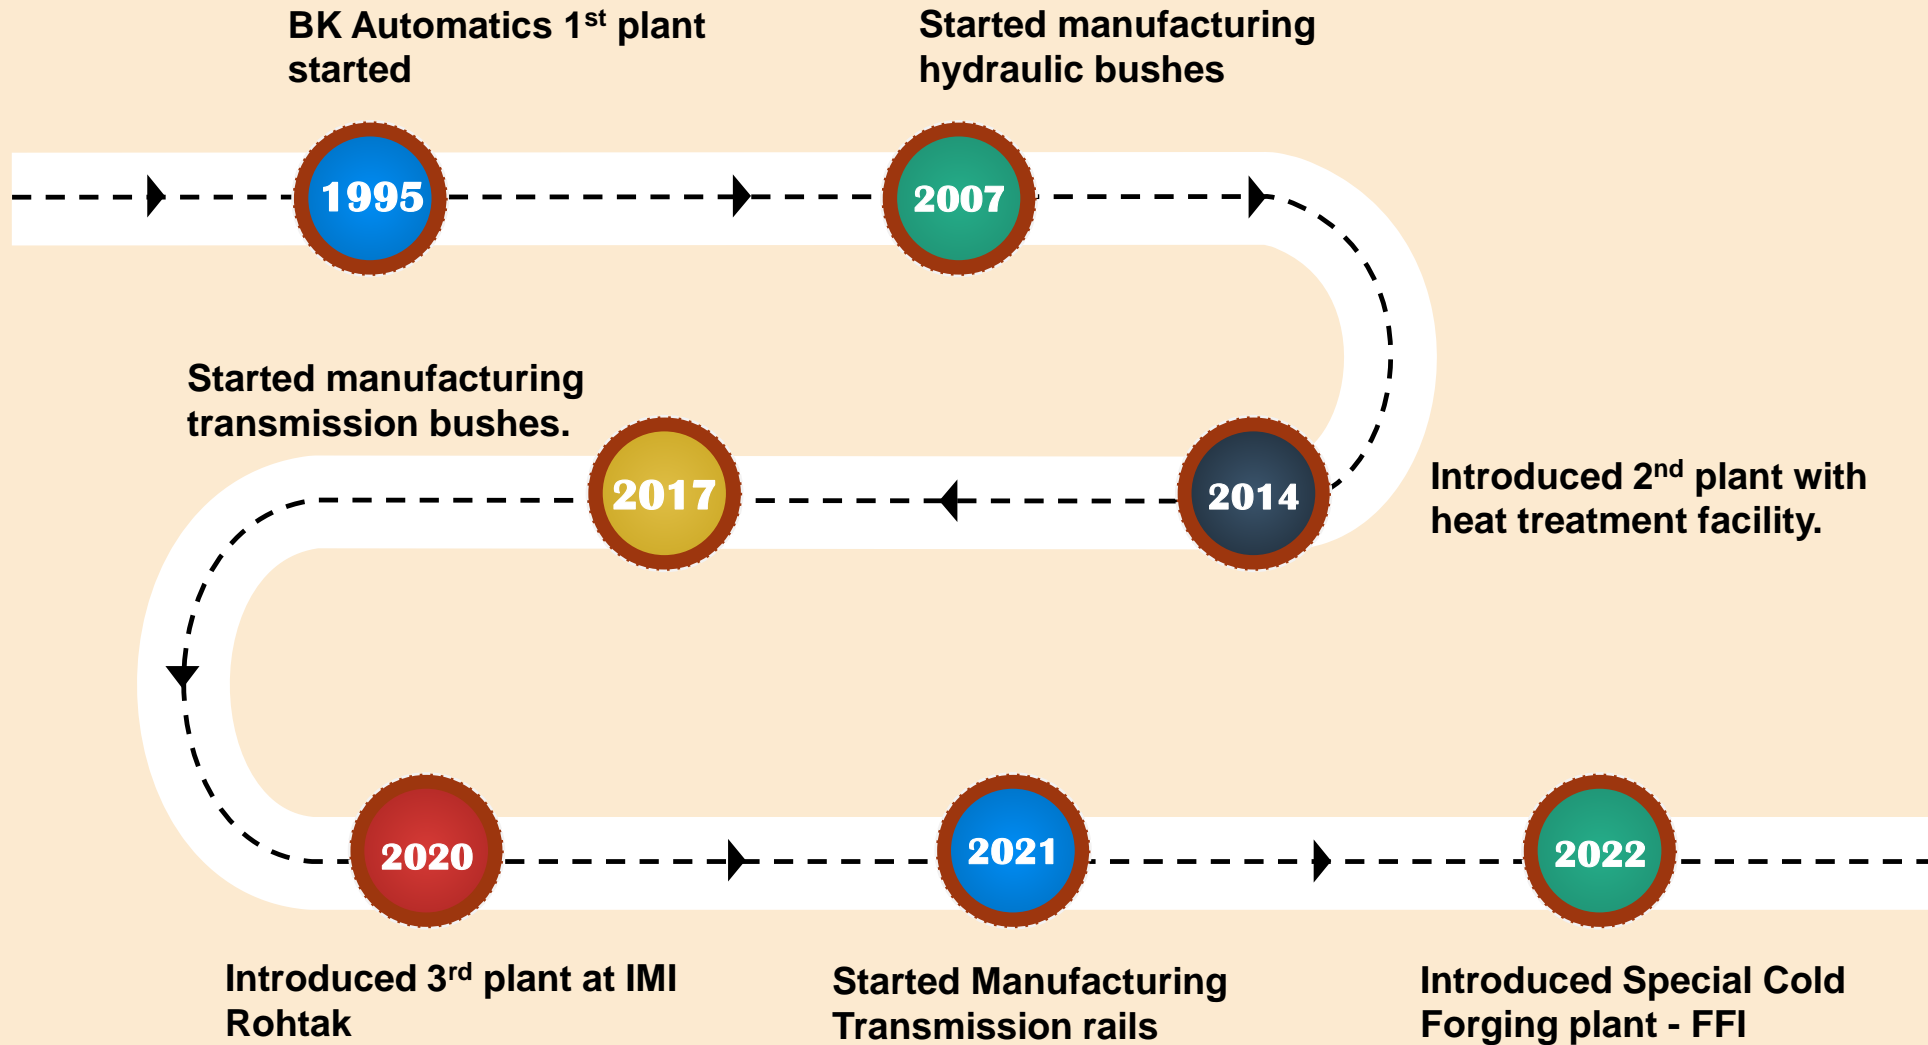 BK Automatics 1st plant
started
1995
Started manufacturing
hydraulic bushes
2007
Introduced 2nd plant with
heat treatment facility.
2014
Started manufacturing
transmission bushes.
2017
2020
Introduced 3rd plant at IMI
Rohtak
2021
Started Manufacturing
Transmission rails
2022
Introduced Special Cold
Forging plant - FFI